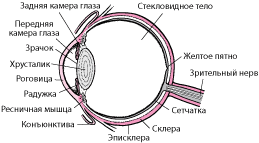 Задняя камера глаза
Передняя
камера глаза
Зрачок
Хрусталик
Роговица
Радужка
Ресничная мышца
Конъюнктива
Стекловидное тело
Желтое пятно
Зрительный нерв
Сетчатка
Склера
Эписклера